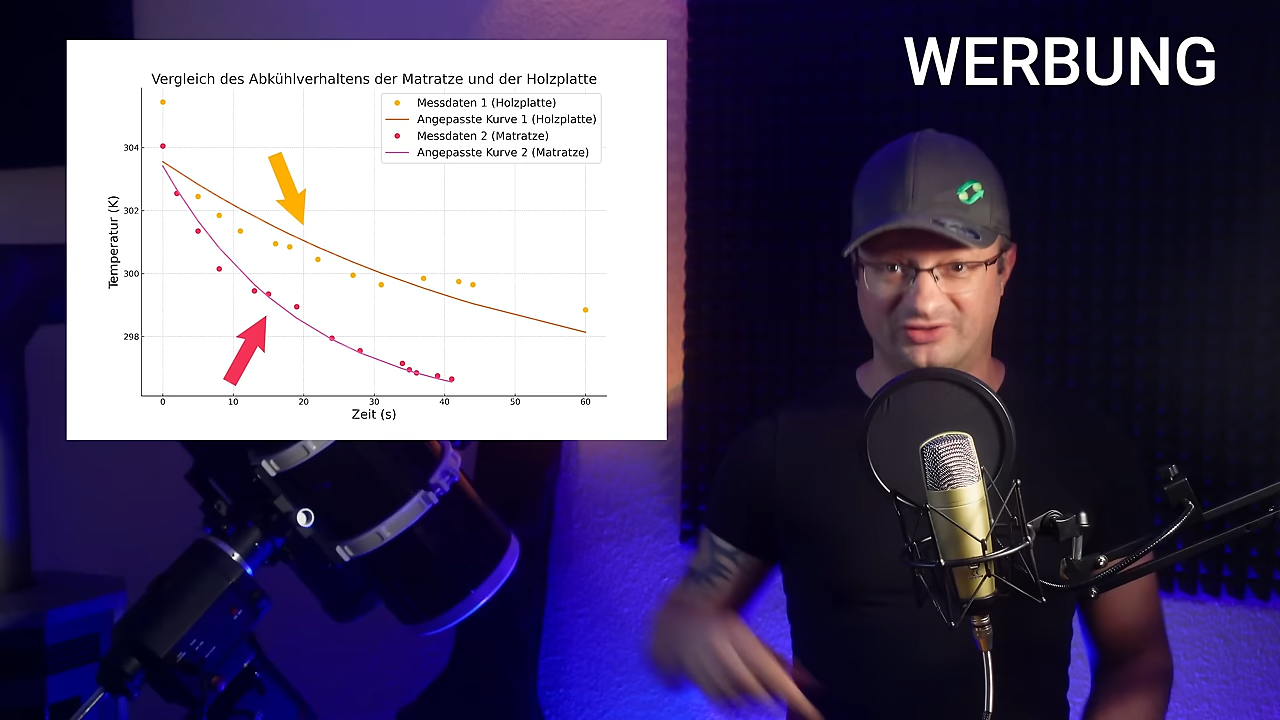 WERBUNG
Vergleich des Abkühlverhaltens der Matratze und der Holzplatte
Messdaten 1 (Holzplatte)
Angepasste Kurve 1 (Holzplatte)
Messdaten 2 (Matratze)
Angepasste Kurve 2 (Matratze)
Temperatur (K)
304
302
300
298
0 10 20 30 40 50 60
Zeit (s)